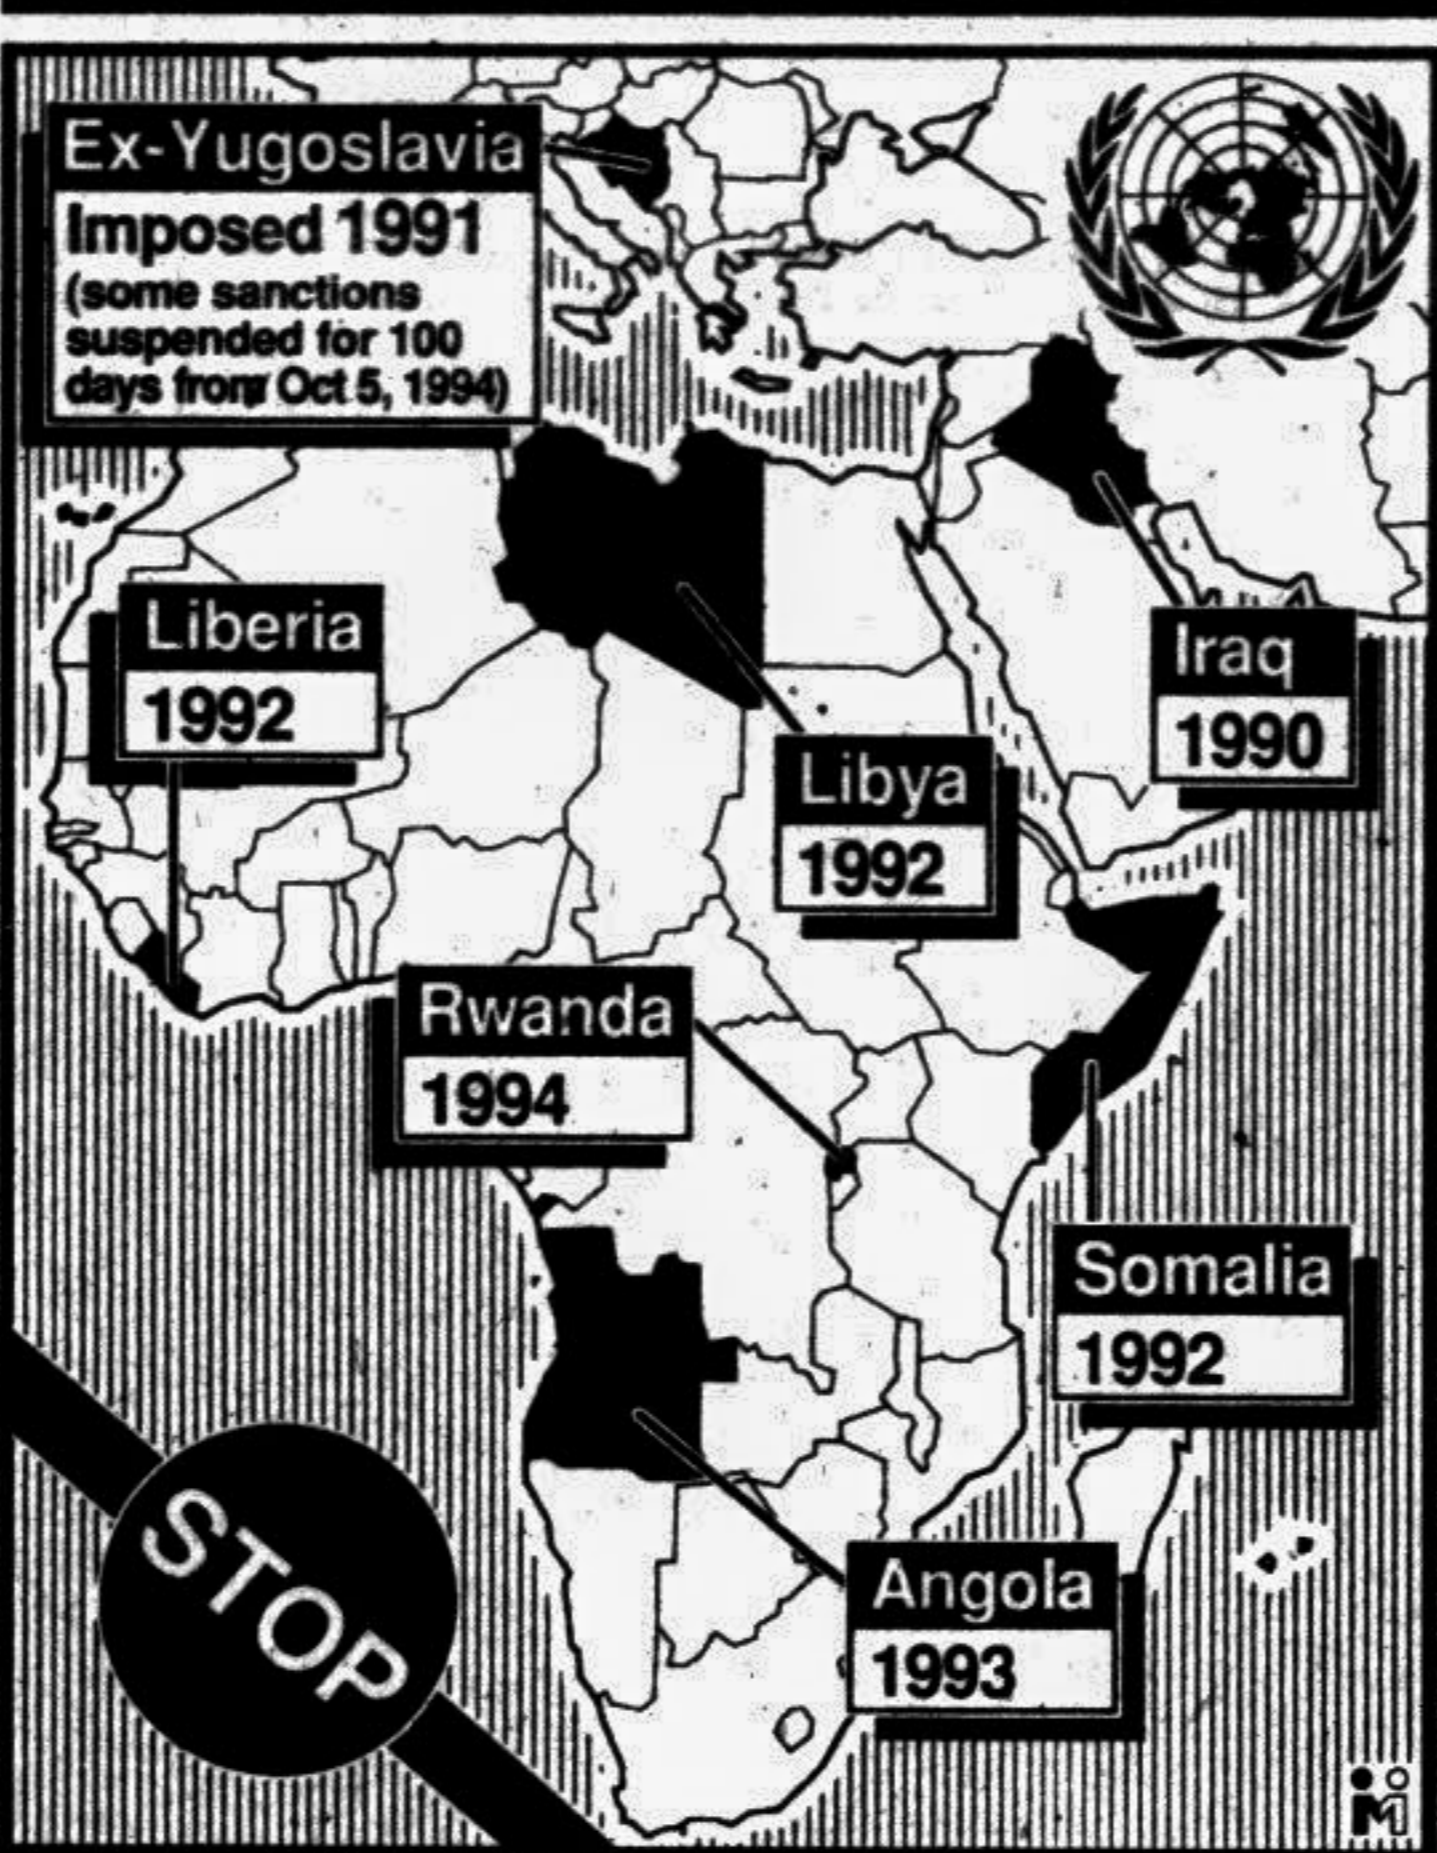 Ex-Yugoslavia
Imposed 1991
(some sanctions
suspended for 100
days from Oct 5, 1994)
Liberia
1992
Iraq
1990
Libya
1992
Rwanda
1994
Somalia
1992
Angola
1993
STOP